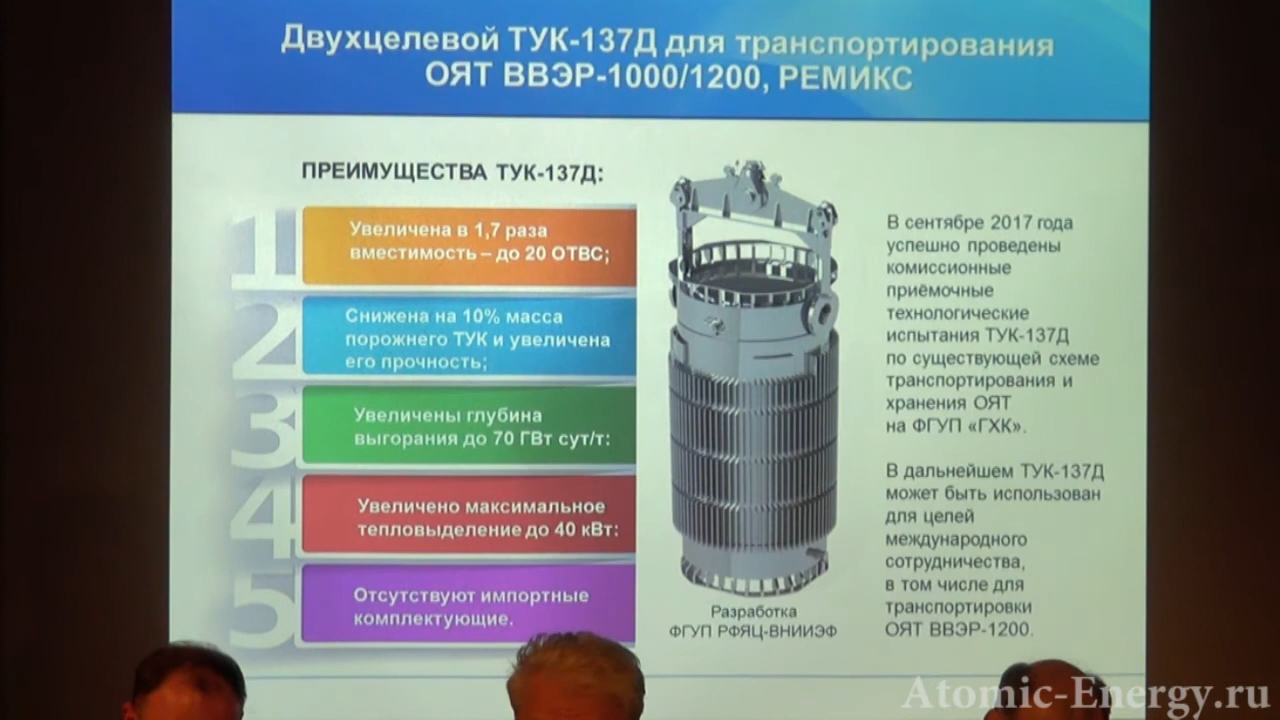 Двухцелевой ТУК-137Д для транспортирования
ОЯТ ВВЭР-1000/1200, РЕМИКС
ПРЕИМУЩЕСТВА ТУК-137Д:
1
Увеличена в 1,7 раза
вместимость – до 20 ОТВС;
2
Снижена на 10% масса
порожнего ТУК и увеличена
его прочность;
3
Увеличены глубина
выгорания до 70 ГВт сут/т:
4
Увеличено максимальное
тепловыделение до 40 кВт:
5
Отсутствуют импортные
комплектующие.
Разработка
ФГУП РФЯЦ-ВНИИЭФ
В сентябре 2017 года
успешно проведены
комиссионные
приёмочные
технологические
испытания ТУК-137Д
по существующей схеме
транспортирования и
хранения ОЯТ
на ФГУП «ГХК».
В дальнейшем ТУК-137Д
может быть использован
для целей
международного
сотрудничества,
в том числе для
транспортировки
ОЯТ ВВЭР-1200.
Atomic-Energy.ru